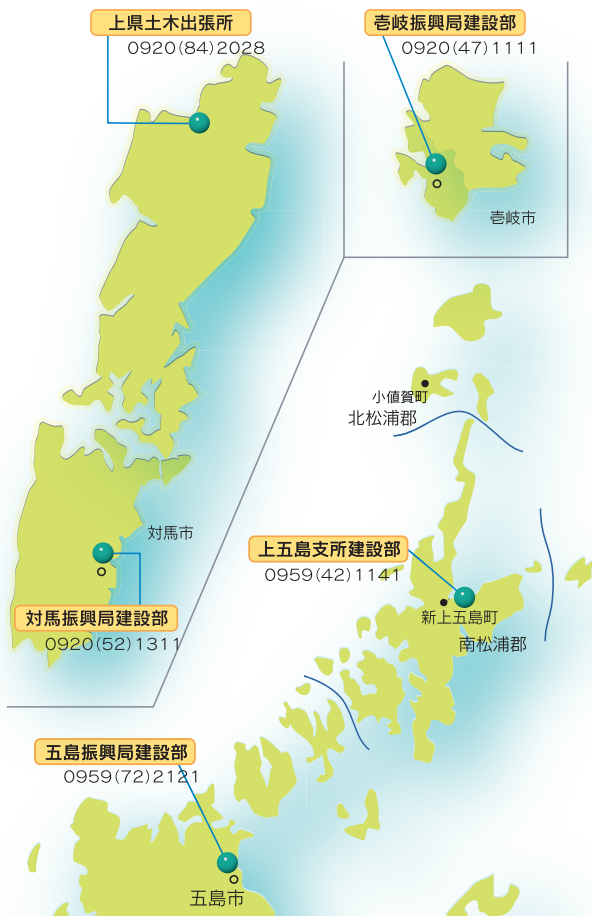 上県土木出張所
0920(84)2028
壱岐振興局建設部
0920(47)1111
壱岐市
小値賀町
北松浦郡
対馬市
上五島支所建設部
0959(42)1141
新上五島町
南松浦郡
対馬振興局建設部
0920(52)1311
五島振興局建設部
0959(72)2121
五島市